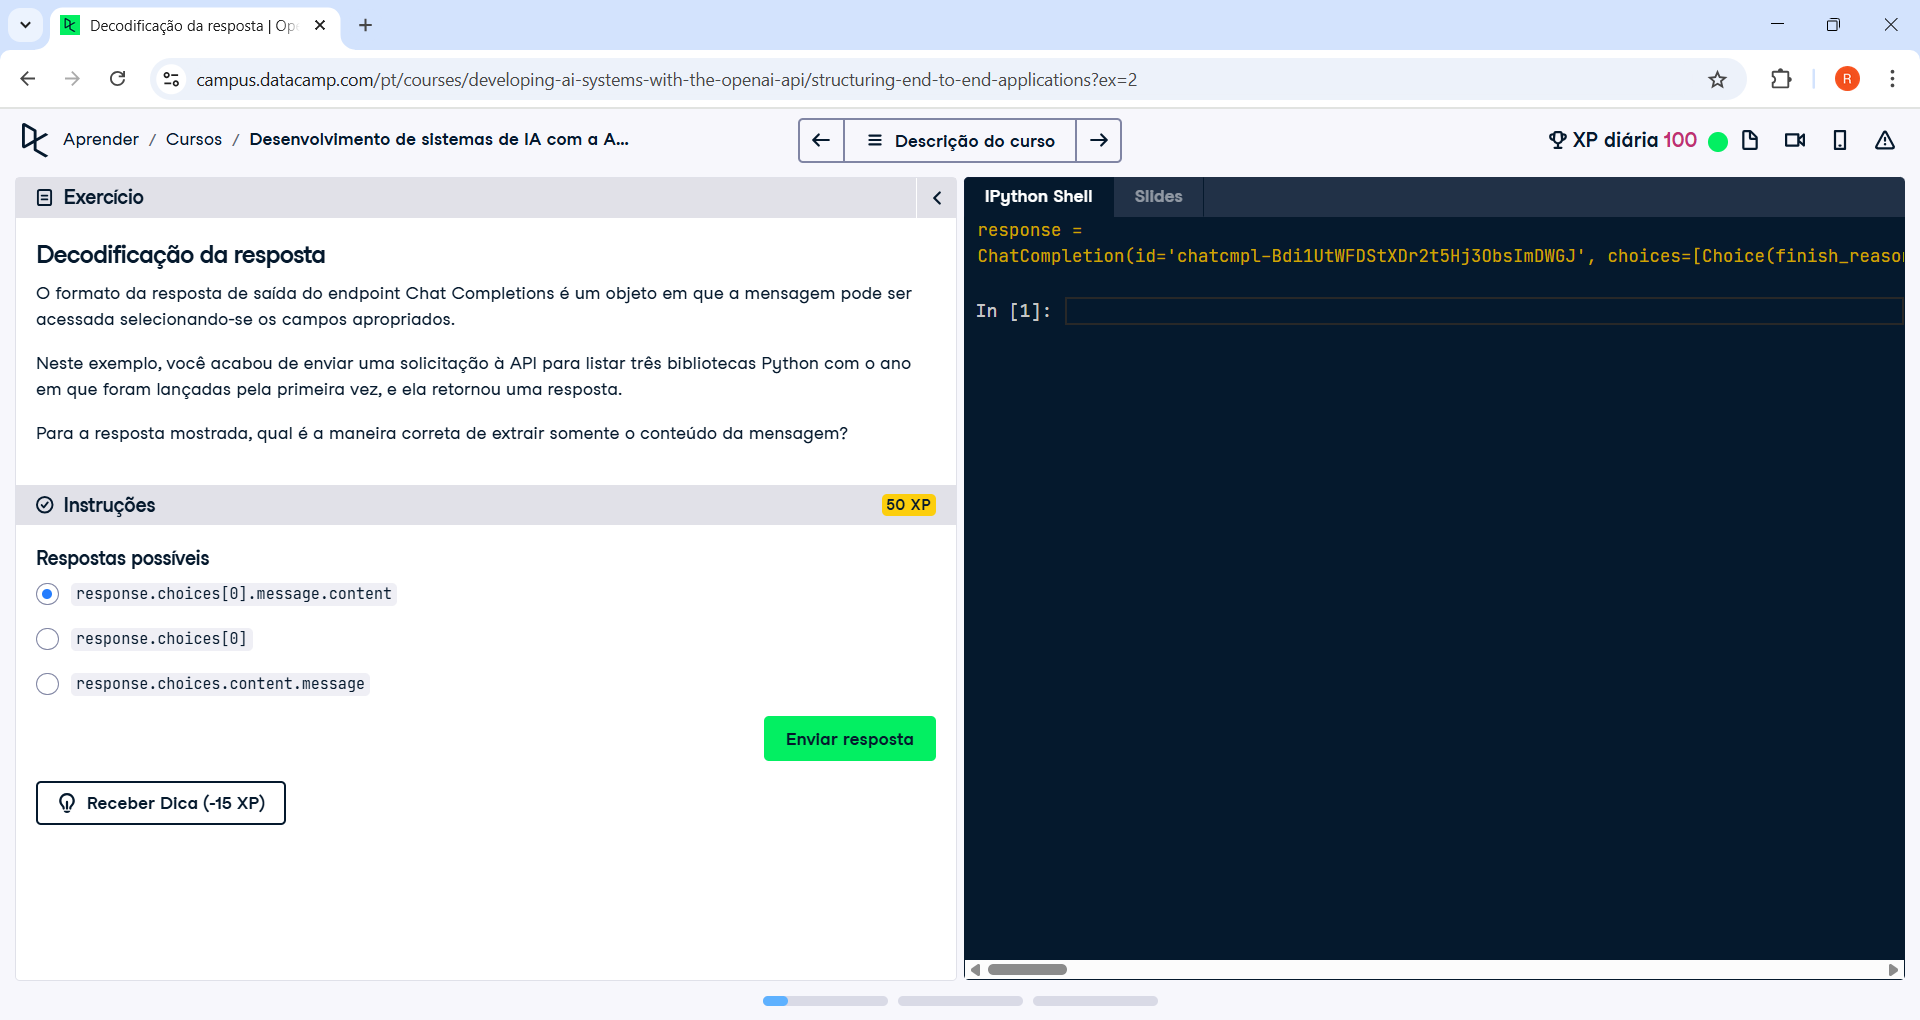 Decodificação da resposta | Op
campus.datacamp.com/pt/courses/developing-ai-systems-with-the-openai-api/structuring-end-to-end-applications?ex=2
R
Aprender / Cursos / Desenvolvimento de sistemas de IA com a A...
Descrição do curso
XP diária 100
Exercício
Decodificação da resposta
O formato da resposta de saída do endpoint Chat Completions é um objeto em que a mensagem pode ser
acessada selecionando-se os campos apropriados.
Neste exemplo, você acabou de enviar uma solicitação à API para listar três bibliotecas Python com o ano
em que foram lançadas pela primeira vez, e ela retornou uma resposta.
Para a resposta mostrada, qual é a maneira correta de extrair somente o conteúdo da mensagem?
Instruções
50 XP
Respostas possíveis
response.choices[0].message.content
response.choices[0]
response.choices.content.message
Enviar resposta
Receber Dica (-15 XP)
IPython Shell
Slides
response =
ChatCompletion(id='chatcmpl-Bdi1UtWFDStXDr2t5Hj3ObsImDWGJ', choices=[Choice(finish_reaso
In [1]: